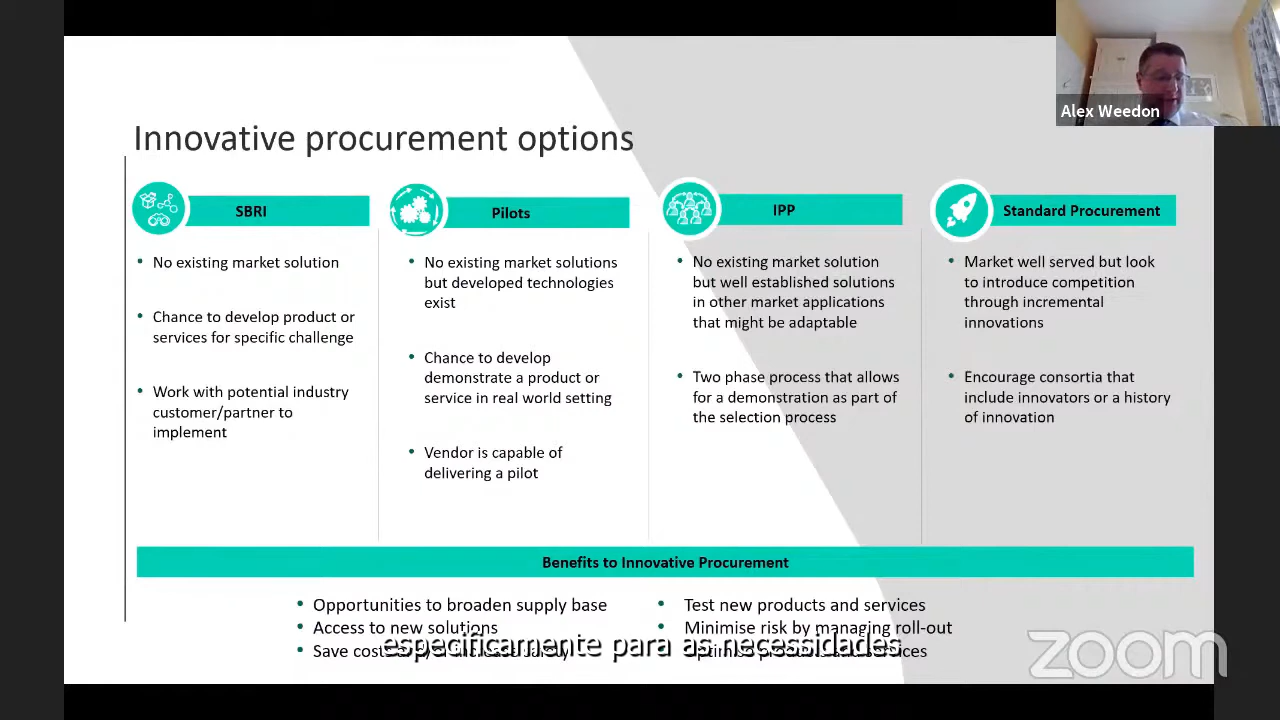 Alex Weedon
Innovative procurement options
SBRI
No existing market solution
Chance to develop product or
services for specific challenge
Work with potential industry
customer/partner to
implement
Pilots
No existing market solutions
but developed technologies
exist
Chance to develop
demonstrate a product or
service in real world setting
Vendor is capable of
delivering a pilot
IPP
No existing market solution
but well established solutions
in other market applications
that might be adaptable
Two phase process that allows
for a demonstration as part of
the selection process
Standard Procurement
Market well served but look
to introduce competition
through incremental
innovations
Encourage consortia that
include innovators or a history
of innovation
Benefits to Innovative Procurement
Opportunities to broaden supply base
Access to new solutions
Save costs
Test new products and services
Minimise risk by managing roll-out
Optimise products and services
especificamente para as necessidades
zoom